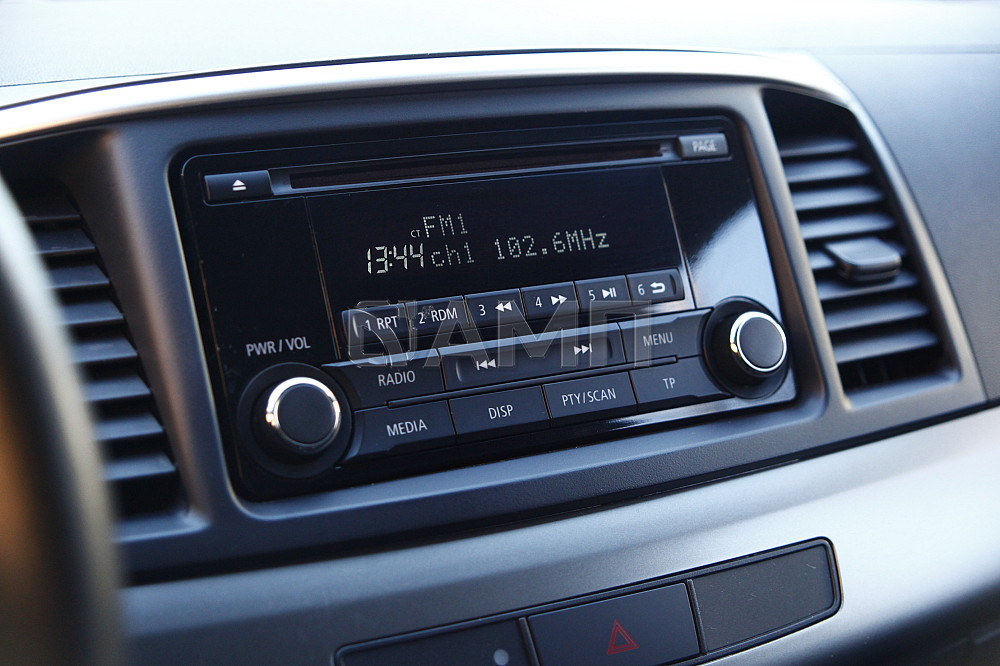 PAGE
FM1
CT
13:44 ch1 102.6MHz
1 RPT 2 RDM 3 4 5 6
PWR / VOL
RADIO MENU
MEDIA DISP PTY/SCAN TP